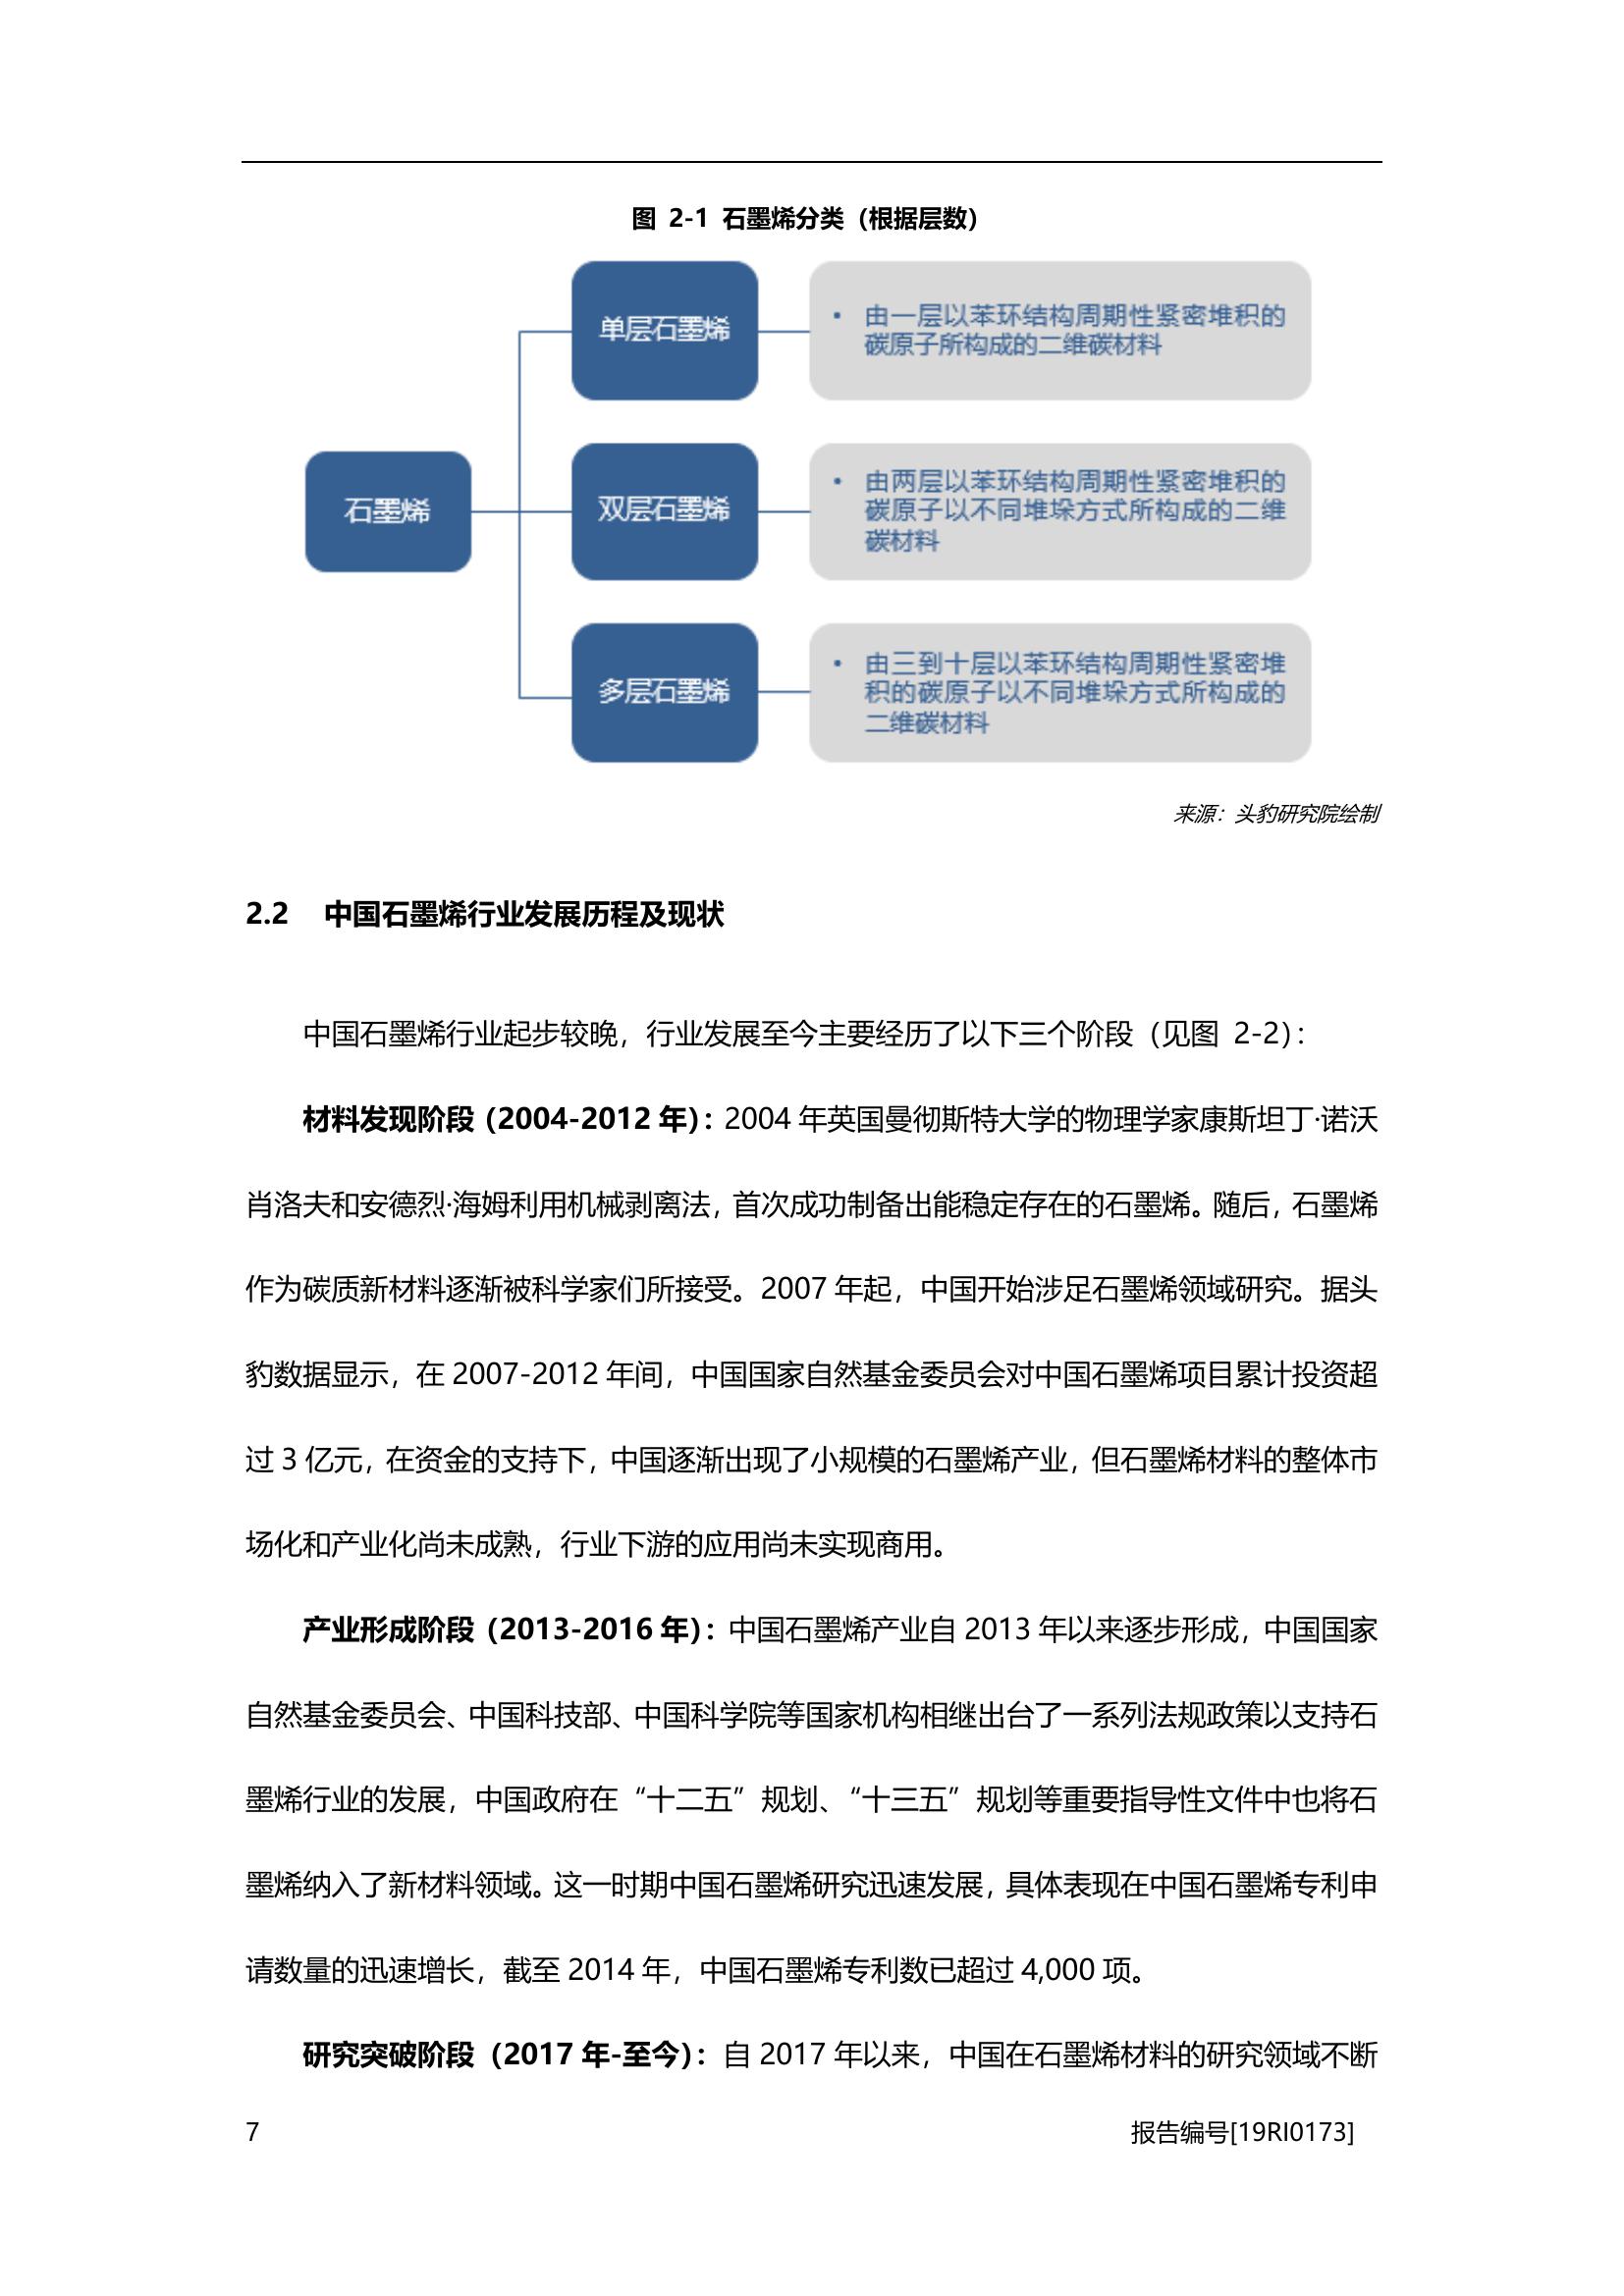 图 2-1 石墨烯分类（根据层数）
石墨烯
单层石墨烯
• 由一层以苯环结构周期性紧密堆积的
碳原子所构成的二维碳材料
双层石墨烯
• 由两层以苯环结构周期性紧密堆积的
碳原子以不同堆垛方式所构成的二维
碳材料
多层石墨烯
• 由三到十层以苯环结构周期性紧密堆
积的碳原子以不同堆垛方式所构成的
二维碳材料
来源：头豹研究院绘制
2.2 中国石墨烯行业发展历程及现状
中国石墨烯行业起步较晚，行业发展至今主要经历了以下三个阶段（见图 2-2）：
材料发现阶段（2004-2012 年）：2004 年英国曼彻斯特大学的物理学家康斯坦丁·诺沃
肖洛夫和安德烈·海姆利用机械剥离法，首次成功制备出能稳定存在的石墨烯。随后，石墨烯
作为碳质新材料逐渐被科学家们所接受。2007 年起，中国开始涉足石墨烯领域研究。据头
豹数据显示，在 2007-2012 年间，中国国家自然基金委员会对中国石墨烯项目累计投资超
过 3 亿元，在资金的支持下，中国逐渐出现了小规模的石墨烯产业，但石墨烯材料的整体市
场化和产业化尚未成熟，行业下游的应用尚未实现商用。
产业形成阶段（2013-2016 年）：中国石墨烯产业自 2013 年以来逐步形成，中国国家
自然基金委员会、中国科技部、中国科学院等国家机构相继出台了一系列法规政策以支持石
墨烯行业的发展，中国政府在“十二五”规划、“十三五”规划等重要指导性文件中也将石
墨烯纳入了新材料领域。这一时期中国石墨烯研究迅速发展，具体表现在中国石墨烯专利申
请数量的迅速增长，截至 2014 年，中国石墨烯专利数已超过 4,000 项。
研究突破阶段（2017 年-至今）：自 2017 年以来，中国在石墨烯材料的研究领域不断
7 报告编号[19RI0173]